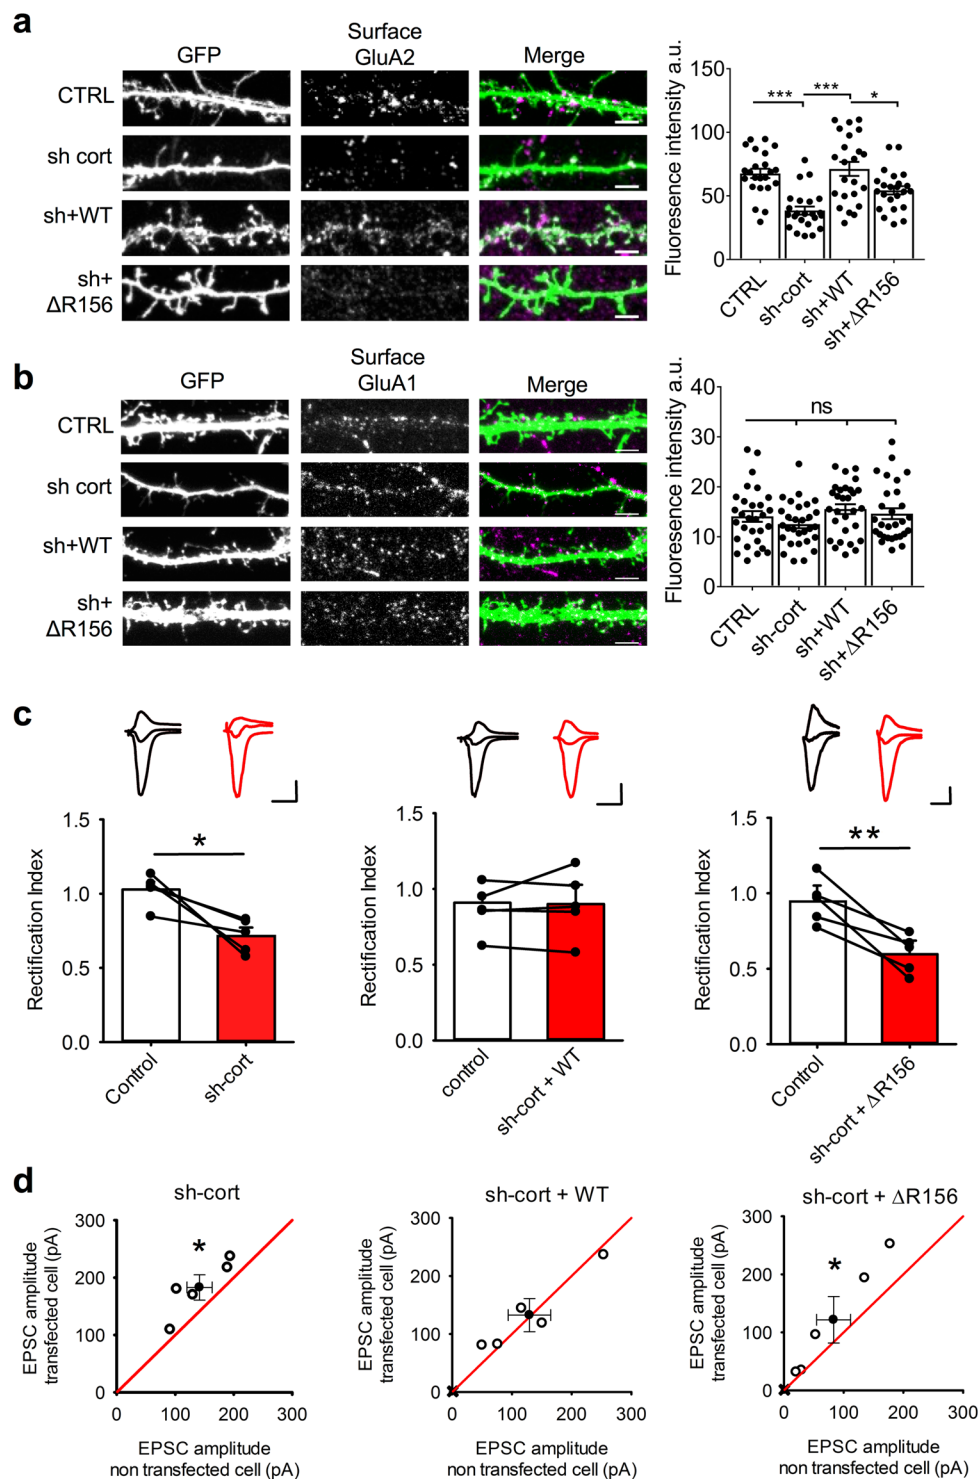 a
GFP
Surface
GluA2
Merge
CTRL
sh cort
sh+WT
sh+
ΔR156
Fluoresence intensity a.u.
150
100
50
0
***
***
*
CTRL
sh-cort
sh+WT
sh+ΔR156
b
GFP
Surface
GluA1
Merge
CTRL
sh cort
sh+WT
sh+
ΔR156
Fluoresence intensity a.u.
40
30
20
10
0
ns
CTRL
sh-cort
sh+WT
sh+ΔR156
c
Rectification Index
1.5
1.0
0.5
0.0
*
Control
sh-cort
Rectification Index
1.5
1.0
0.5
0.0
control
sh-cort + WT
Rectification Index
1.5
1.0
0.5
0.0
**
Control
sh-cort + ΔR156
d
sh-cort
EPSC amplitude
transfected cell (pA)
300
200
100
0
*
0 100 200 300
EPSC amplitude
non transfected cell (pA)
sh-cort + WT
EPSC amplitude
transfected cell (pA)
300
200
100
0
0 100 200 300
EPSC amplitude
non transfected cell (pA)
sh-cort + ΔR156
EPSC amplitude
transfected cell (pA)
300
200
100
0
*
0 100 200 300
EPSC amplitude
non transfected cell (pA)